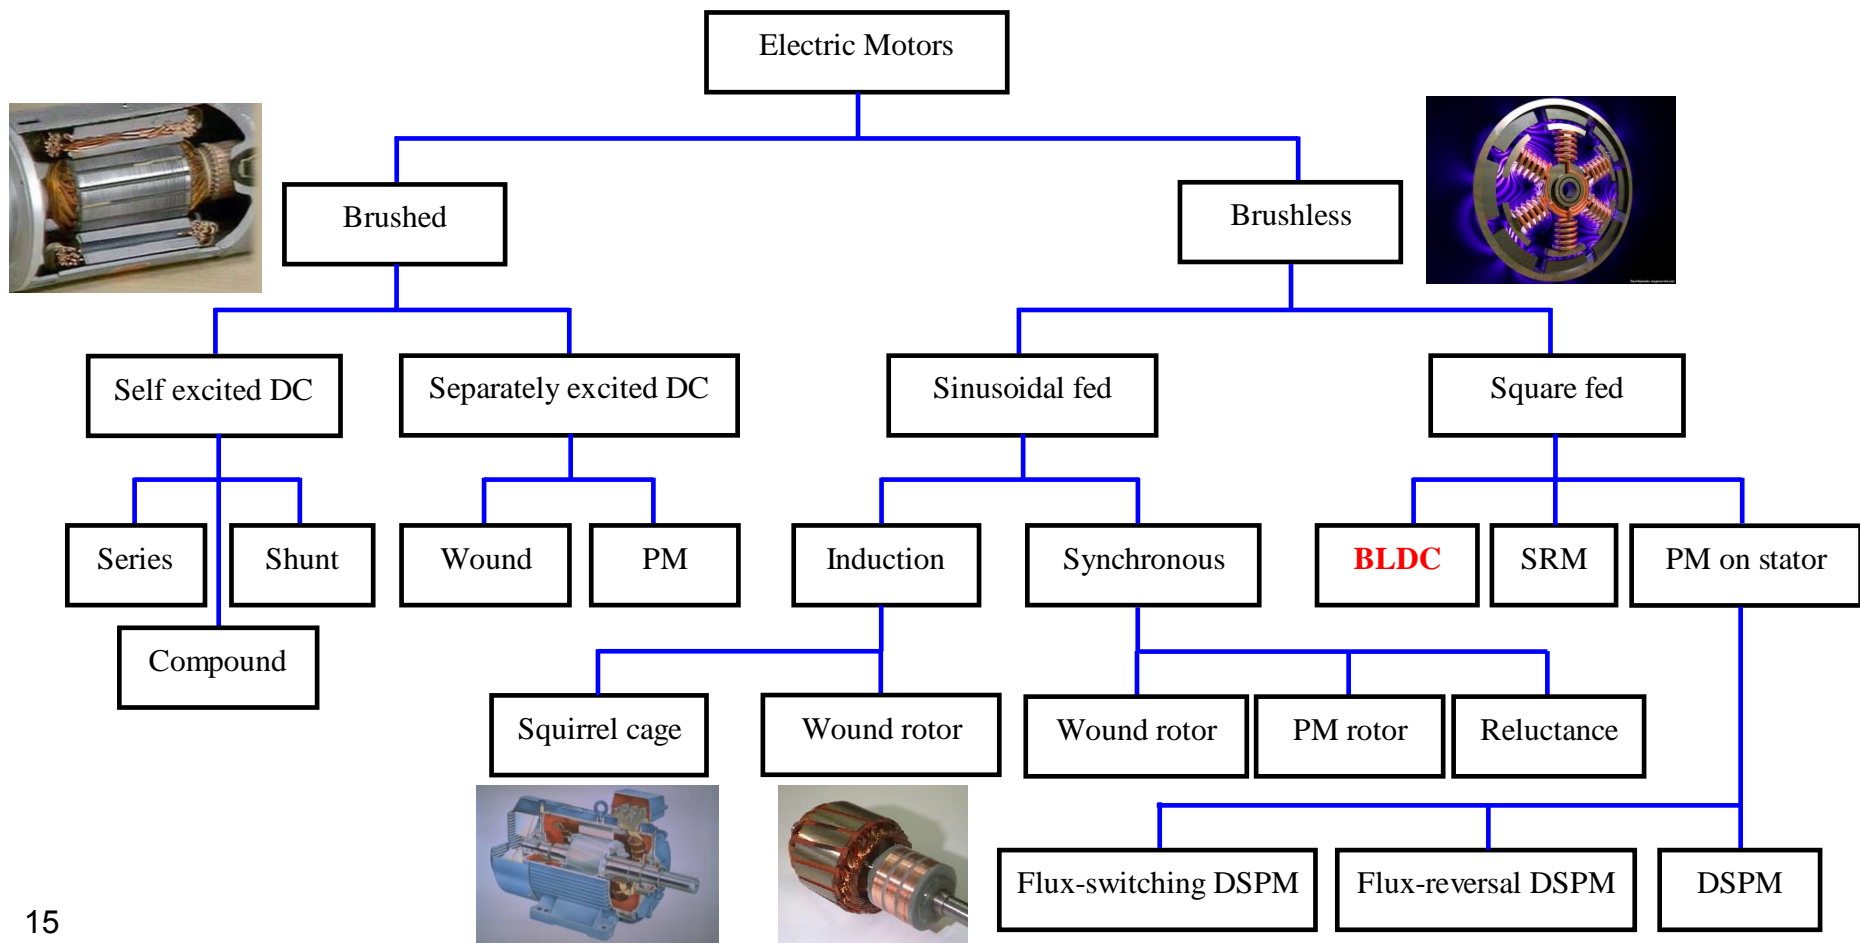 Electric Motors
Brushed
Brushless
Self excited DC
Separately excited DC
Sinusoidal fed
Square fed
Series
Shunt
Wound
PM
Induction
Synchronous
BLDC
SRM
PM on stator
Compound
Squirrel cage
Wound rotor
Wound rotor
PM rotor
Reluctance
Flux-switching DSPM
Flux-reversal DSPM
DSPM
15